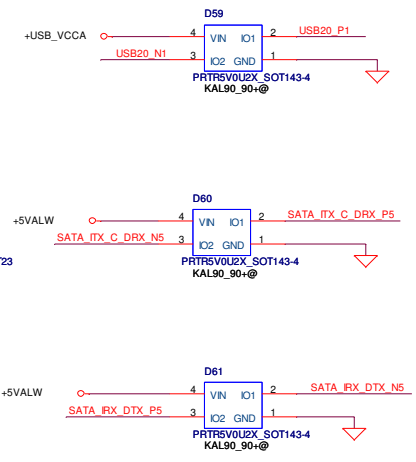 D59
+USB_VCCA 4 VIN IO1 2 USB20_P1
USB20_N1 3 IO2 GND 1
PRTR5V0U2X_SOT143-4
KAL90_90+@
D60
+5VALW 4 VIN IO1 2 SATA_ITX_C_DRX_P5
SATA_ITX_C_DRX_N5 3 IO2 GND 1
T23 PRTR5V0U2X_SOT143-4
KAL90_90+@
D61
+5VALW 4 VIN IO1 2 SATA_IRX_DTX_N5
SATA_IRX_DTX_P5 3 IO2 GND 1
PRTR5V0U2X_SOT143-4
KAL90_90+@